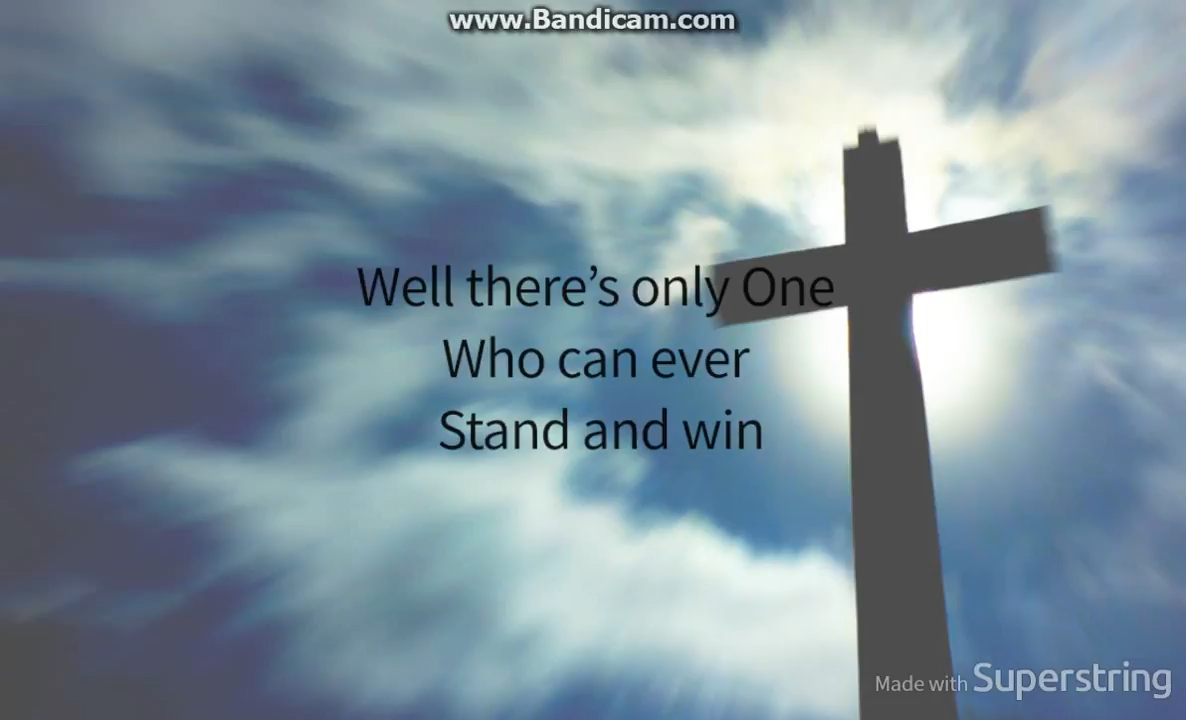 www.Bandicam.com
Well there’s only One
Who can ever
Stand and win
Made with Superstring